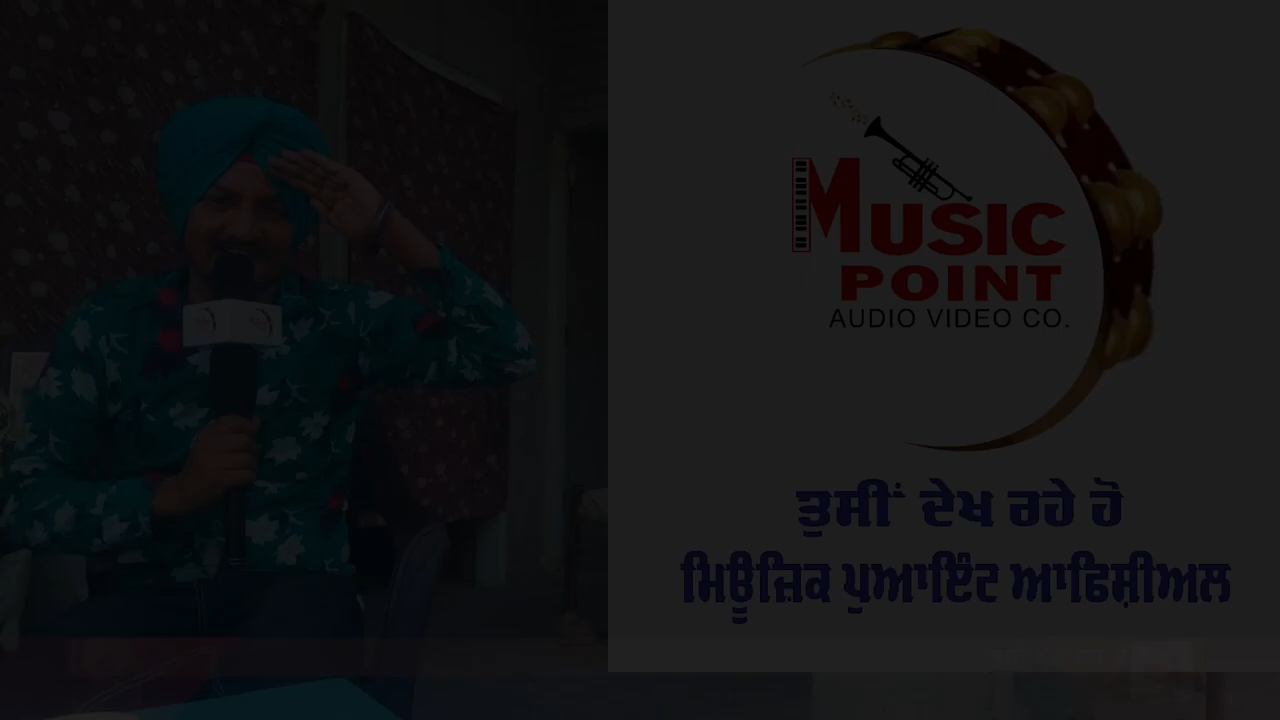 MUSIC
POINT
AUDIO VIDEO CO.
ਤੁਸੀਂ ਦੇਖ ਰਹੇ ਹੋ
ਮਿਊਜ਼ਿਕ ਪੁਆਇੰਟ ਆਫਿਸ਼ੀਅਲ